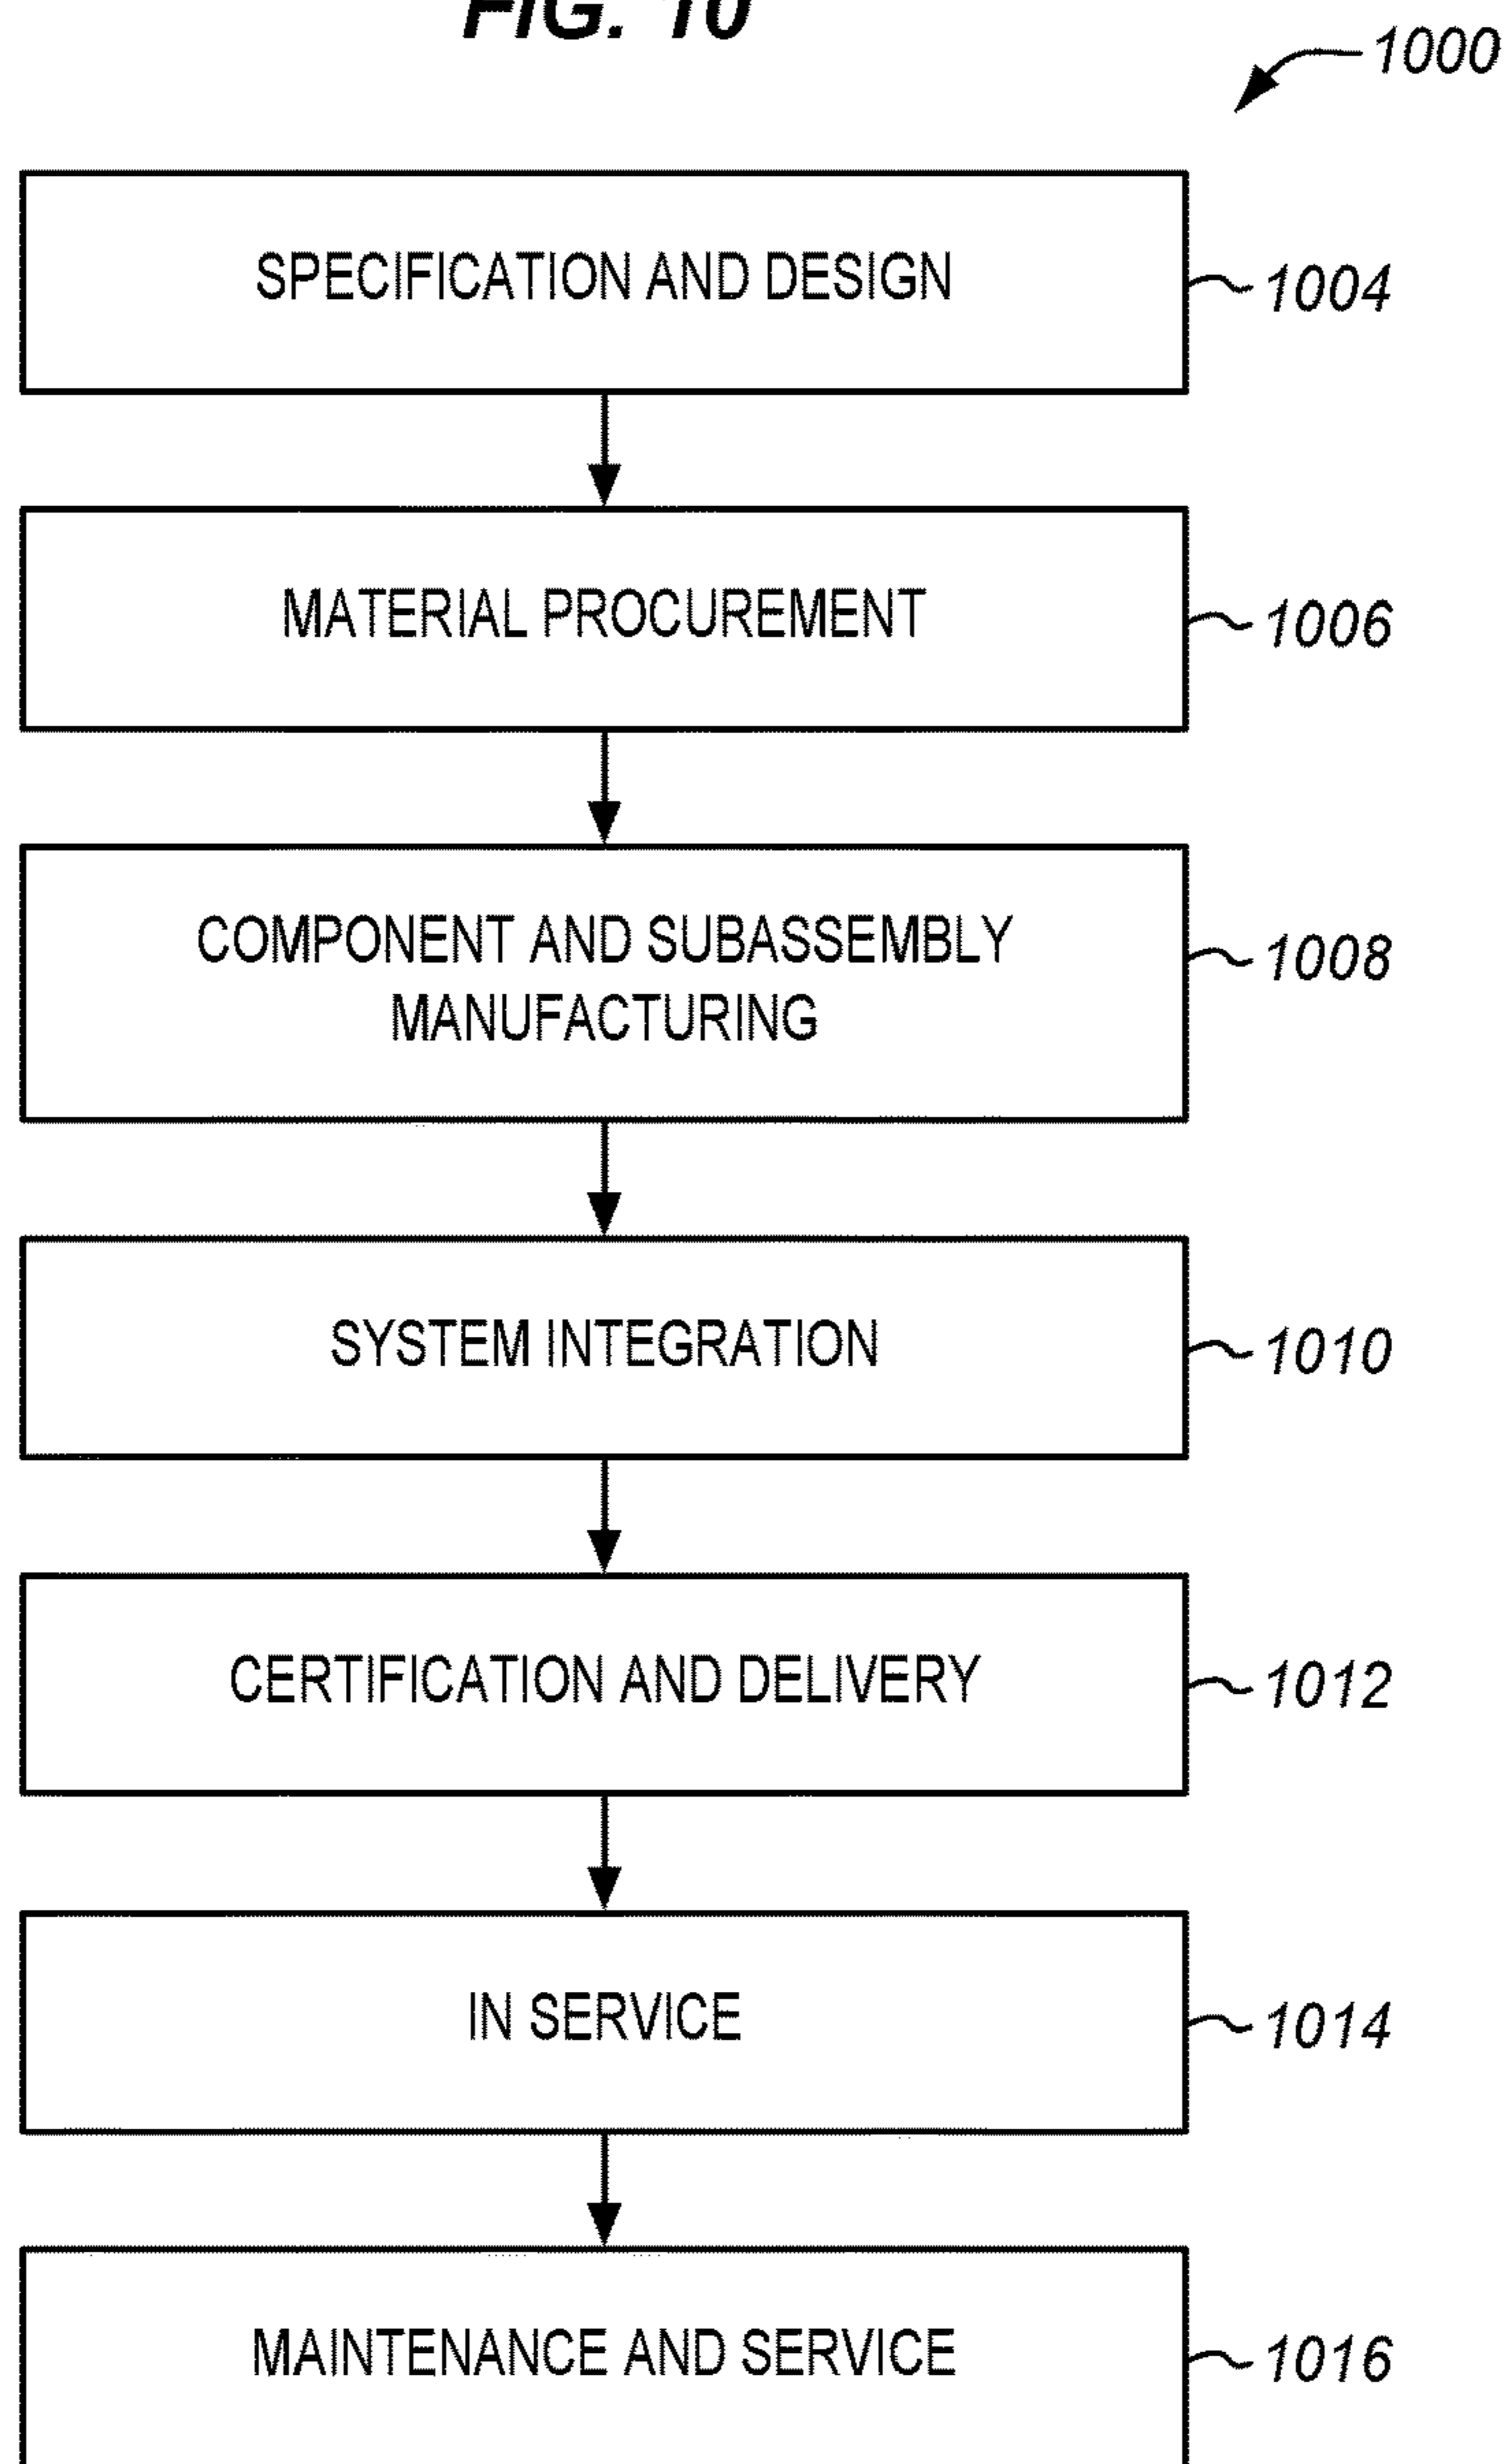 FIG. 10
1000
SPECIFICATION AND DESIGN
1004
MATERIAL PROCUREMENT
1006
COMPONENT AND SUBASSEMBLY
MANUFACTURING
1008
SYSTEM INTEGRATION
1010
CERTIFICATION AND DELIVERY
1012
IN SERVICE
1014
MAINTENANCE AND SERVICE
1016